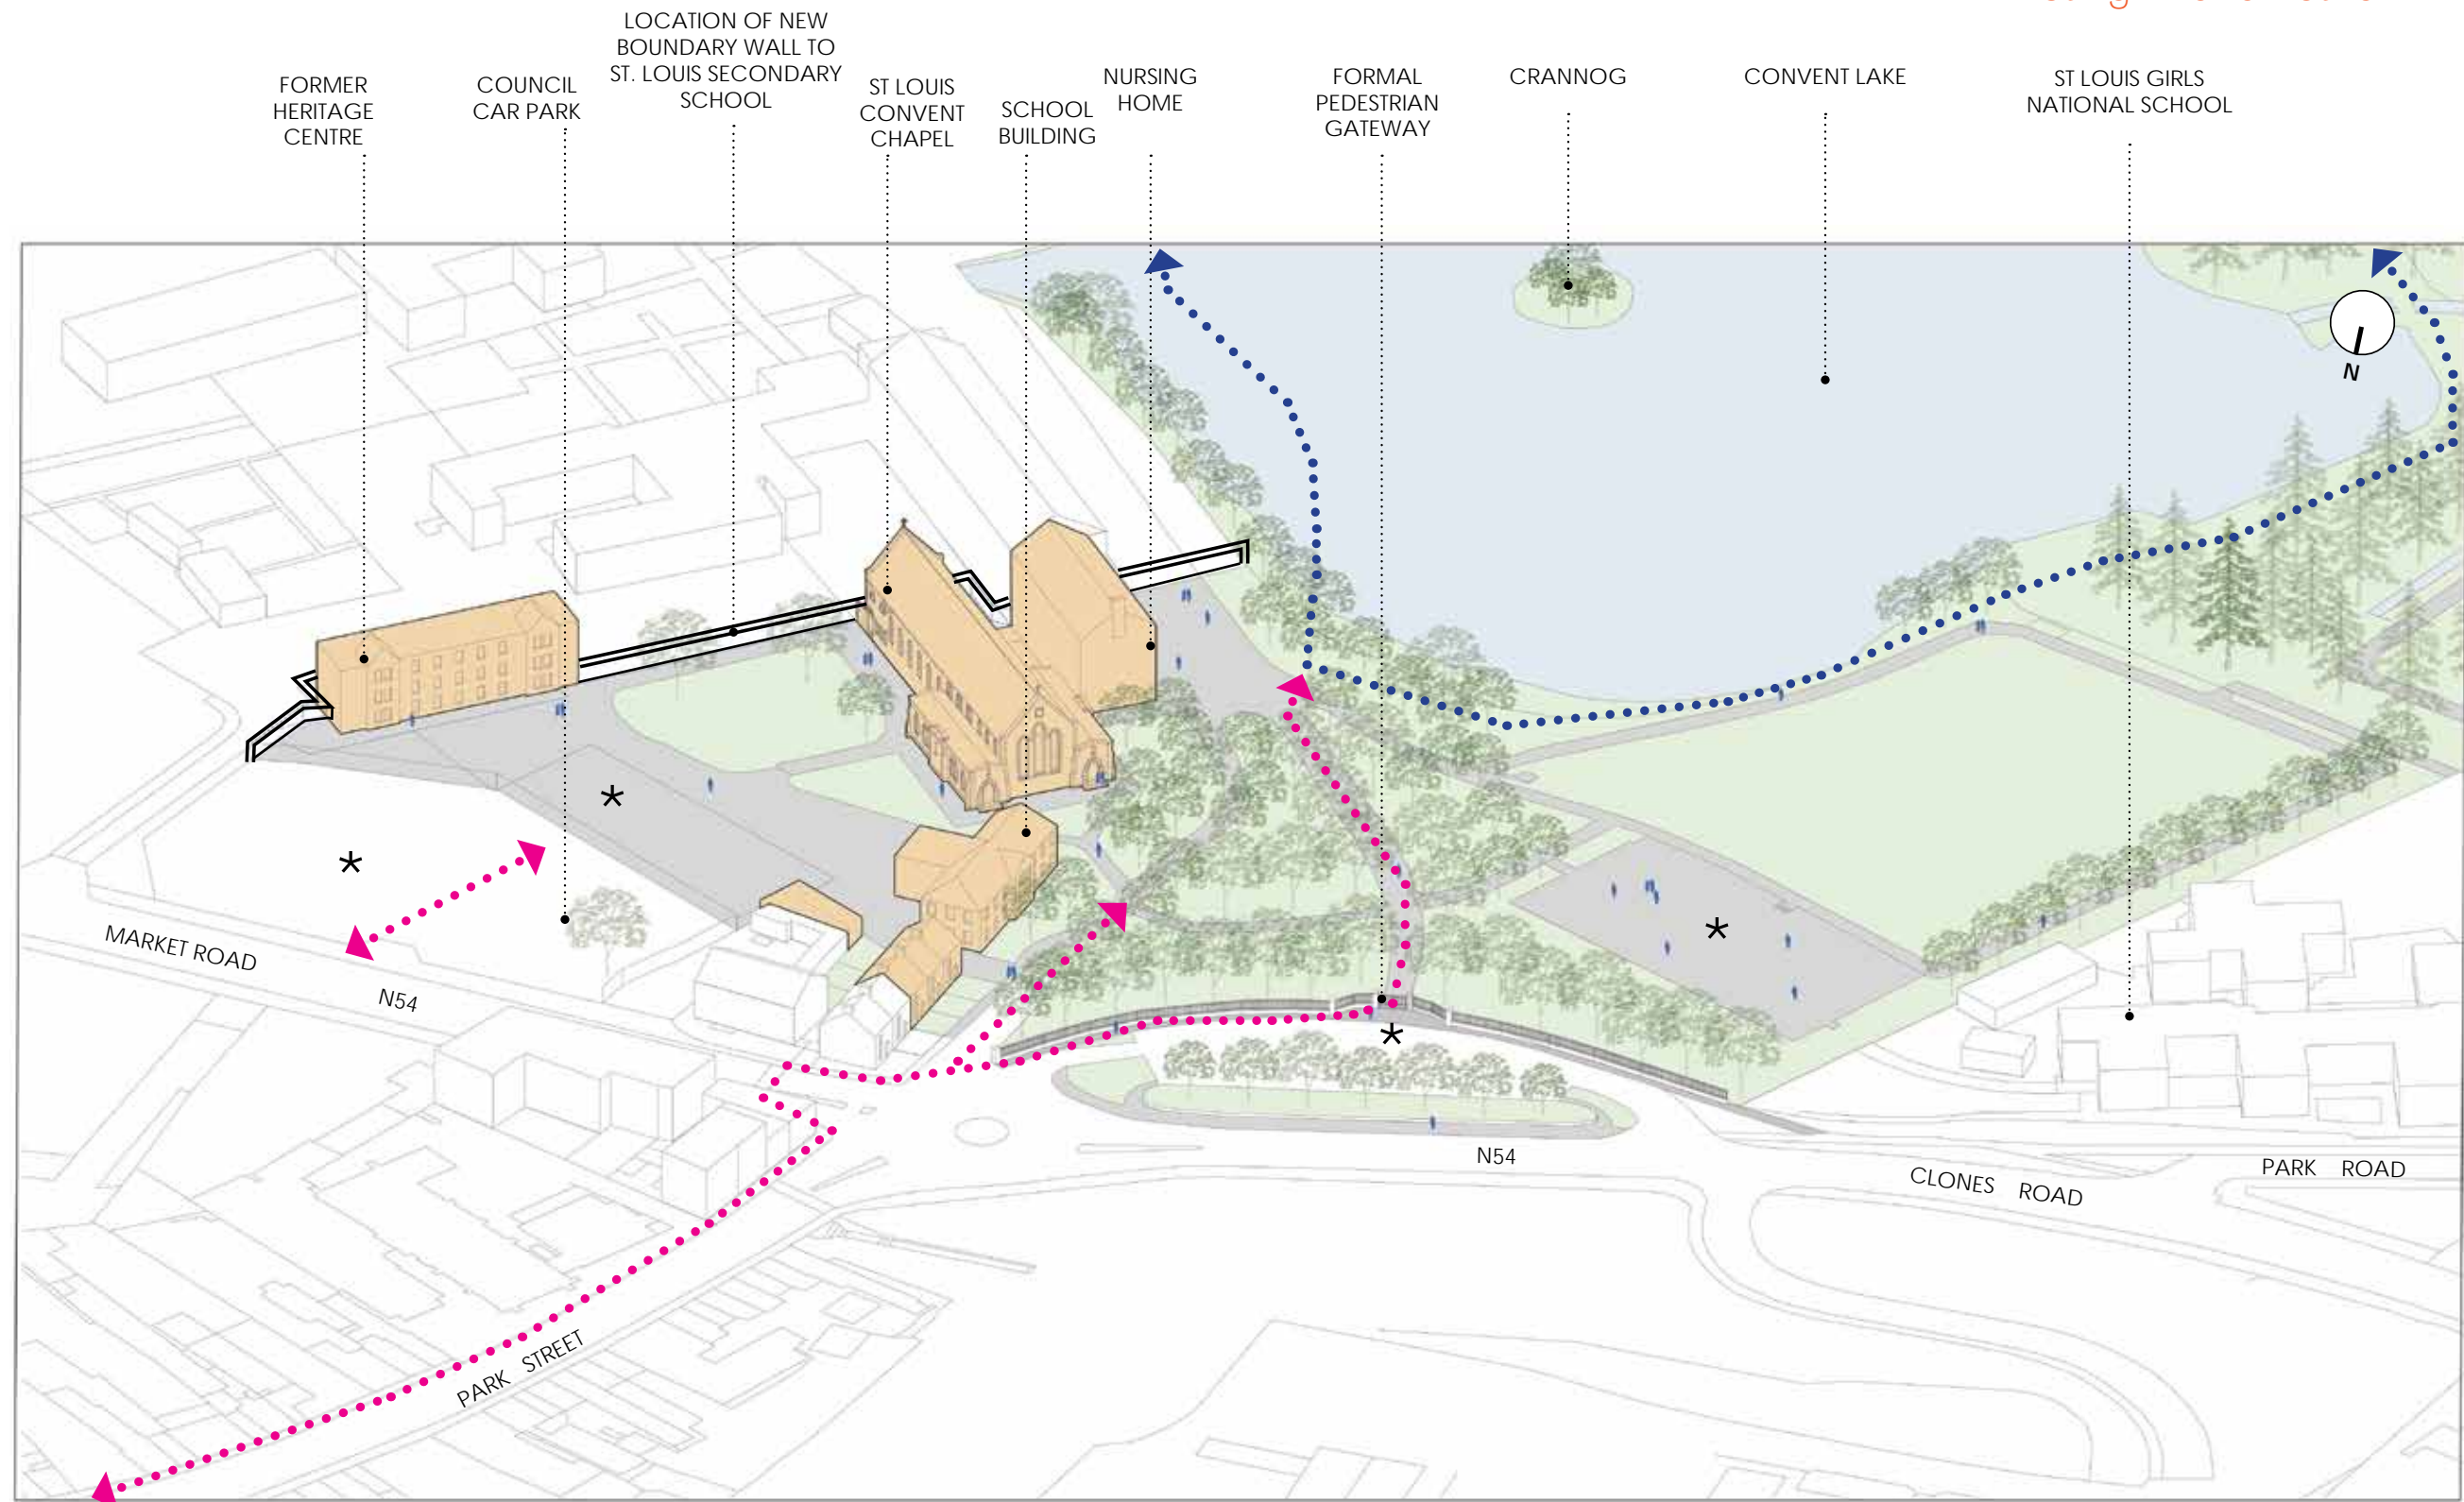 LOCATION OF NEW
BOUNDARY WALL TO
ST. LOUIS SECONDARY
SCHOOL
FORMER
HERITAGE
CENTRE
COUNCIL
CAR PARK
ST LOUIS
CONVENT
CHAPEL
SCHOOL
BUILDING
NURSING
HOME
FORMAL
PEDESTRIAN
GATEWAY
CRANNOG
CONVENT LAKE
ST LOUIS GIRLS
NATIONAL SCHOOL
N
*
*
*
*
MARKET ROAD
N54
N54
CLONES ROAD
PARK ROAD
PARK STREET